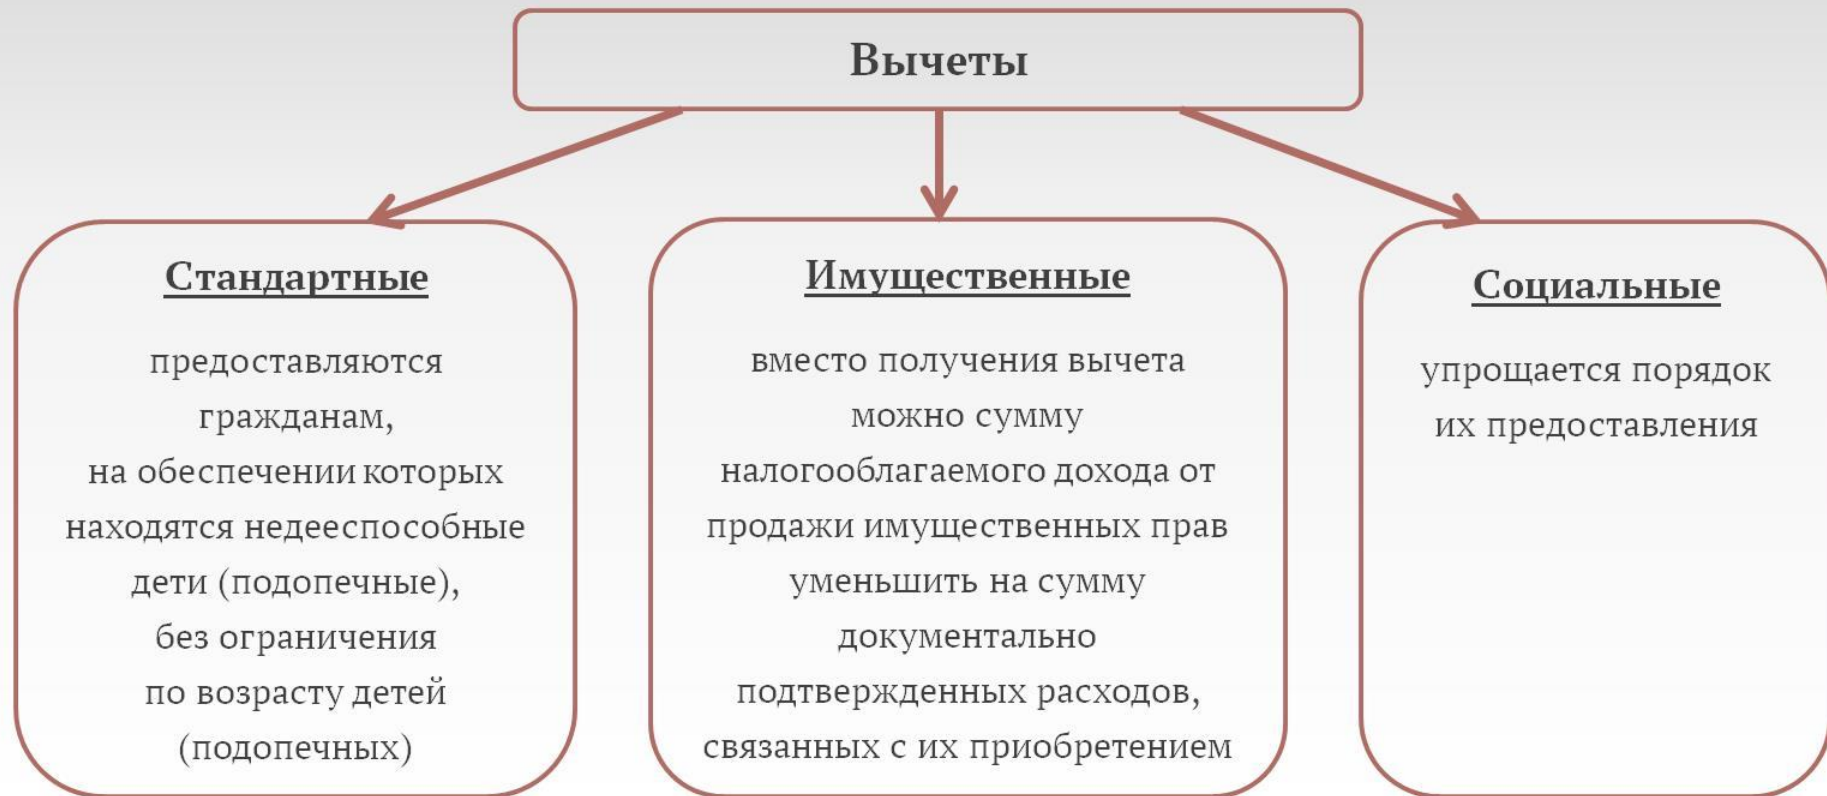 Вычеты
Стандартные
предоставляются
гражданам,
на обеспечении которых
находятся недееспособные
дети (подопечные),
без ограничения
по возрасту детей
(подопечных)
Имущественные
вместо получения вычета
можно сумму
налогооблагаемого дохода от
продажи имущественных прав
уменьшить на сумму
документально
подтвержденных расходов,
связанных с их приобретением
Социальные
упрощается порядок
их предоставления